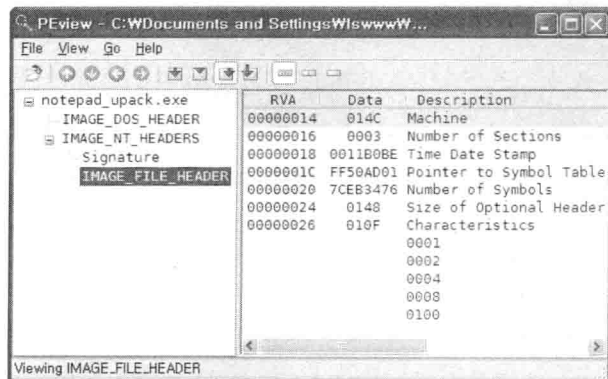 PEview - C:₩Documents and Settings₩lswww₩...
File View Go Help
notepad_upack.exe
IMAGE_DOS_HEADER
IMAGE_NT_HEADERS
Signature
IMAGE_FILE_HEADER
RVA Data Description
00000014 014C Machine
00000016 0003 Number of Sections
00000018 0011B0BE Time Date Stamp
0000001C FF50AD01 Pointer to Symbol Table
00000020 7CEB3476 Number of Symbols
00000024 0148 Size of Optional Header
00000026 010F Characteristics
0001
0002
0004
0008
0100
Viewing IMAGE_FILE_HEADER